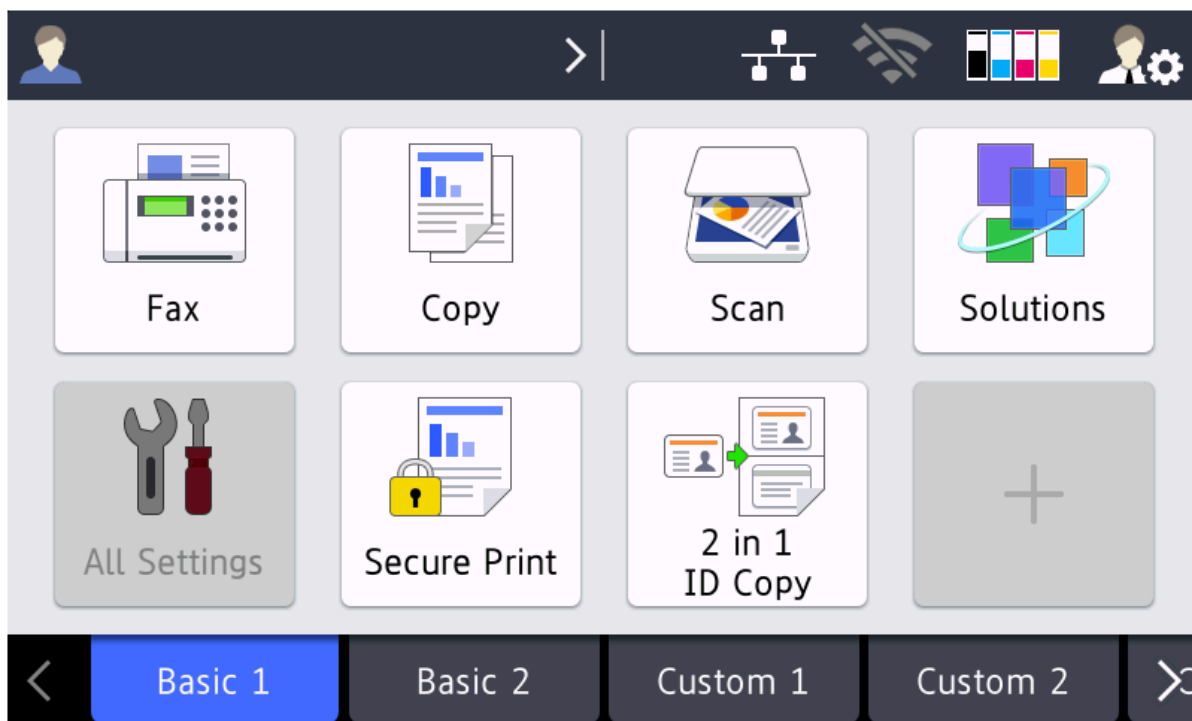 Fax
Copy
Scan
Solutions
All Settings
Secure Print
2 in 1
ID Copy
Basic 1
Basic 2
Custom 1
Custom 2